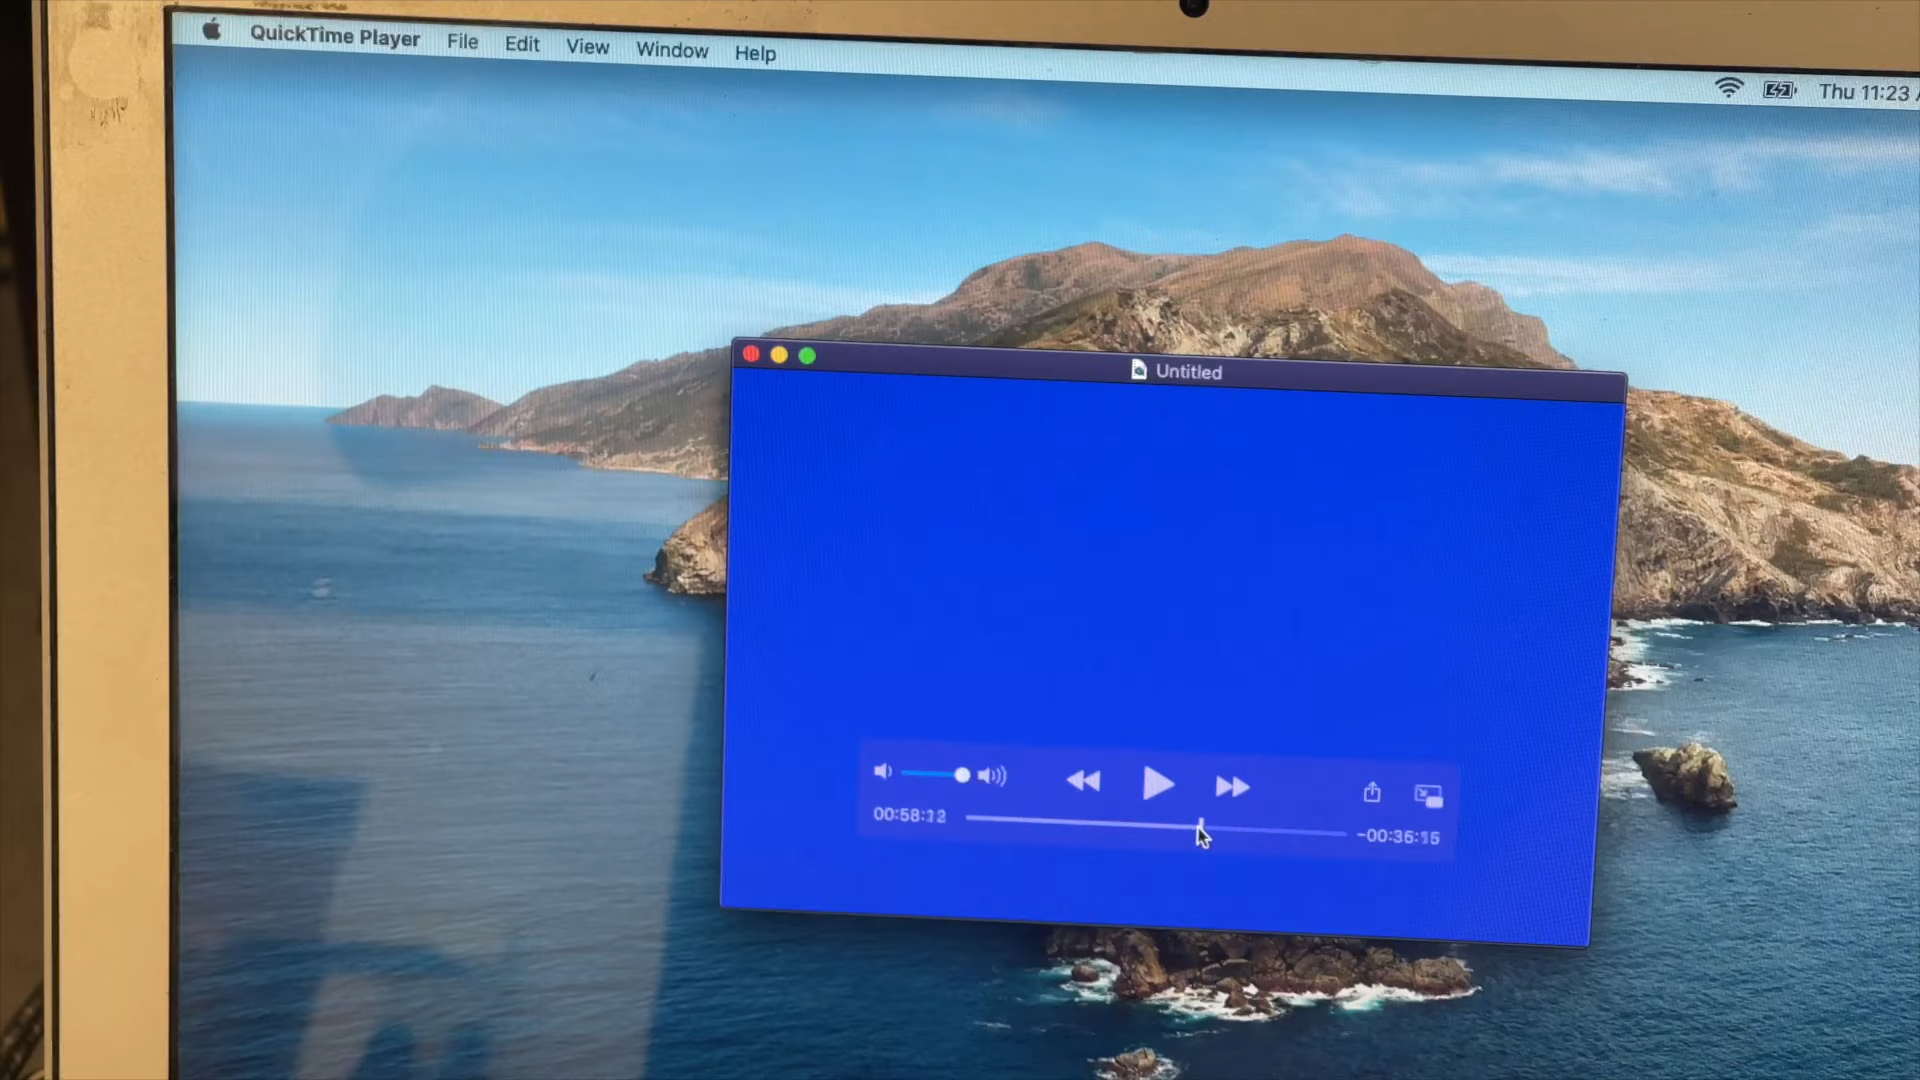 QuickTime Player File Edit View Window Help
Thu 11:23
Untitled
00:58:12
-00:36:15